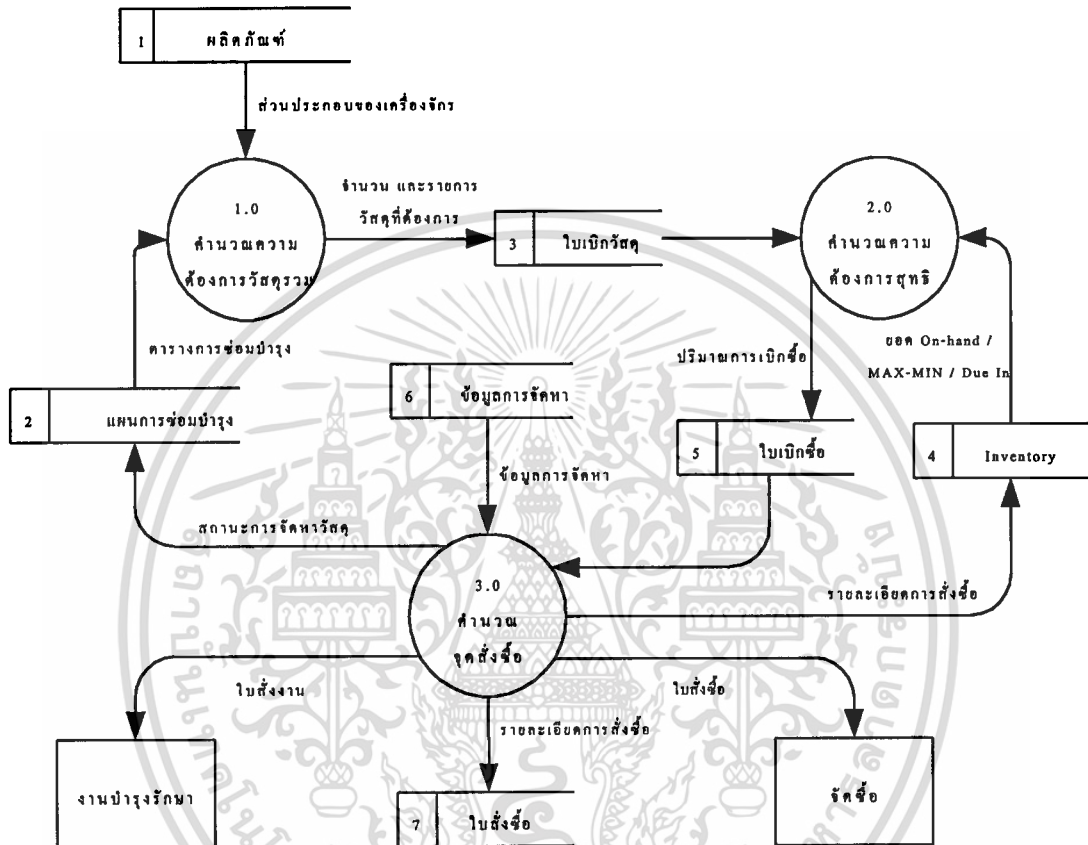 1 ผลิตภัณฑ์
ส่วนประกอบของเครื่องจักร
1.0
คำนวณความ
ต้องการวัสดุรวม
จำนวน และรายการ
วัสดุที่ต้องการ
3 ใบเบิกวัสดุ
2.0
คำนวณความ
ต้องการสุทธิ
ตารางการซ่อมบำรุง
ปริมาณการเบิกซื้อ
ยอด On-hand /
MAX-MIN / Due In
2 แผนการซ่อมบำรุง
6 ข้อมูลการจัดหา
5 ใบเบิกซื้อ
4 Inventory
ข้อมูลการจัดหา
สถานะการจัดหาวัสดุ
3.0
คำนวณ
จุดสั่งซื้อ
รายละเอียดการสั่งซื้อ
ใบสั่งงาน
ใบสั่งซื้อ
รายละเอียดการสั่งซื้อ
งานบำรุงรักษา
7 ใบสั่งซื้อ
จัดซื้อ